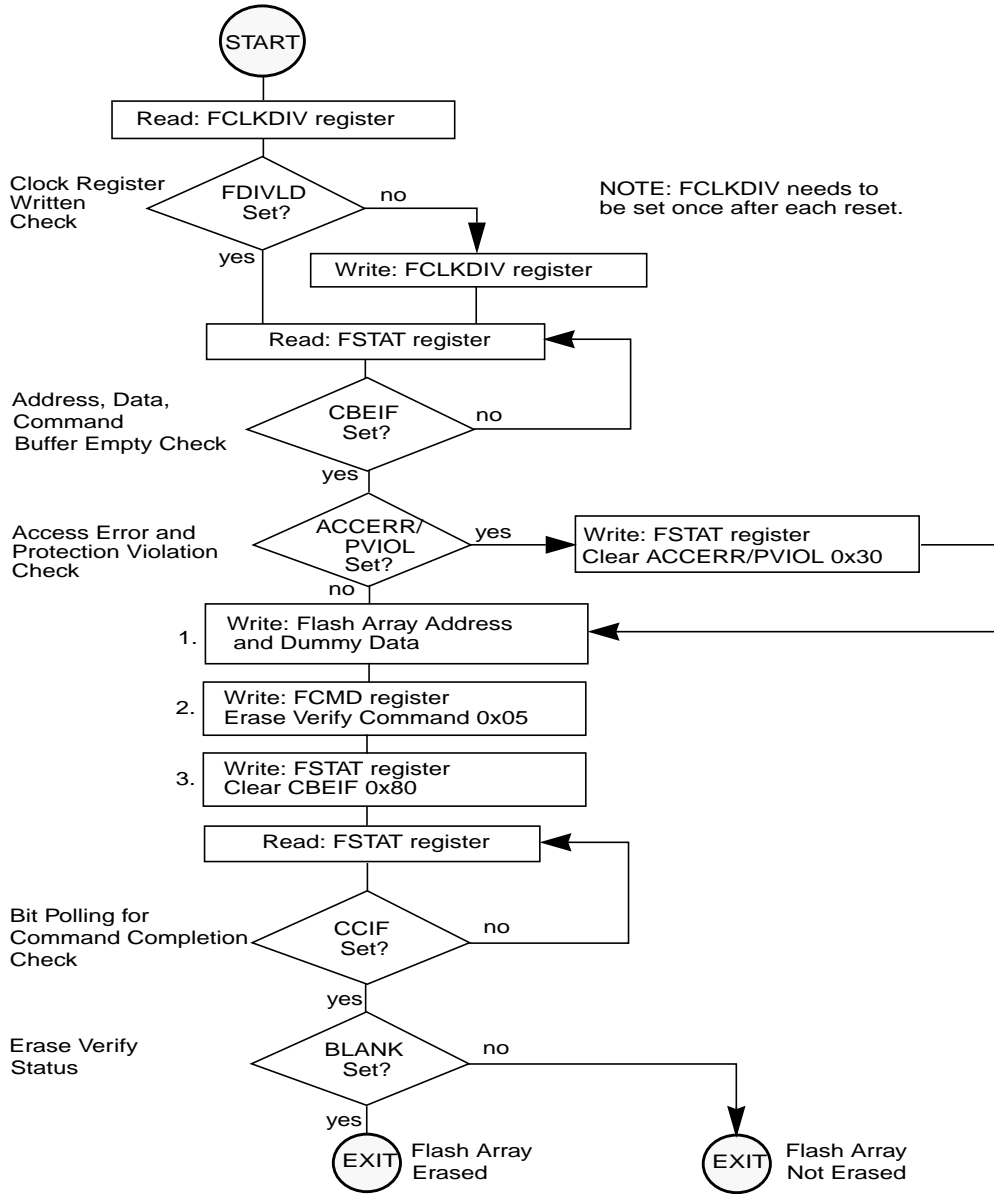 START
Read: FCLKDIV register
Clock Register
Written
Check
FDIVLD
Set?
no
yes
NOTE: FCLKDIV needs to
be set once after each reset.
Write: FCLKDIV register
Read: FSTAT register
Address, Data,
Command
Buffer Empty Check
CBEIF
Set?
no
yes
Access Error and
Protection Violation
Check
ACCERR/
PVIOL
Set?
yes
no
Write: FSTAT register
Clear ACCERR/PVIOL 0x30
1.
Write: Flash Array Address
and Dummy Data
2.
Write: FCMD register
Erase Verify Command 0x05
3.
Write: FSTAT register
Clear CBEIF 0x80
Read: FSTAT register
Bit Polling for
Command Completion
Check
CCIF
Set?
no
yes
Erase Verify
Status
BLANK
Set?
no
yes
EXIT
Flash Array
Erased
EXIT
Flash Array
Not Erased